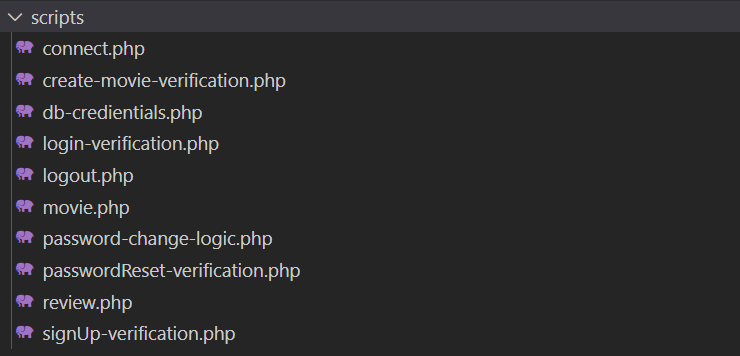 scripts
connect.php
create-movie-verification.php
db-credientials.php
login-verification.php
logout.php
movie.php
password-change-logic.php
passwordReset-verification.php
review.php
signUp-verification.php